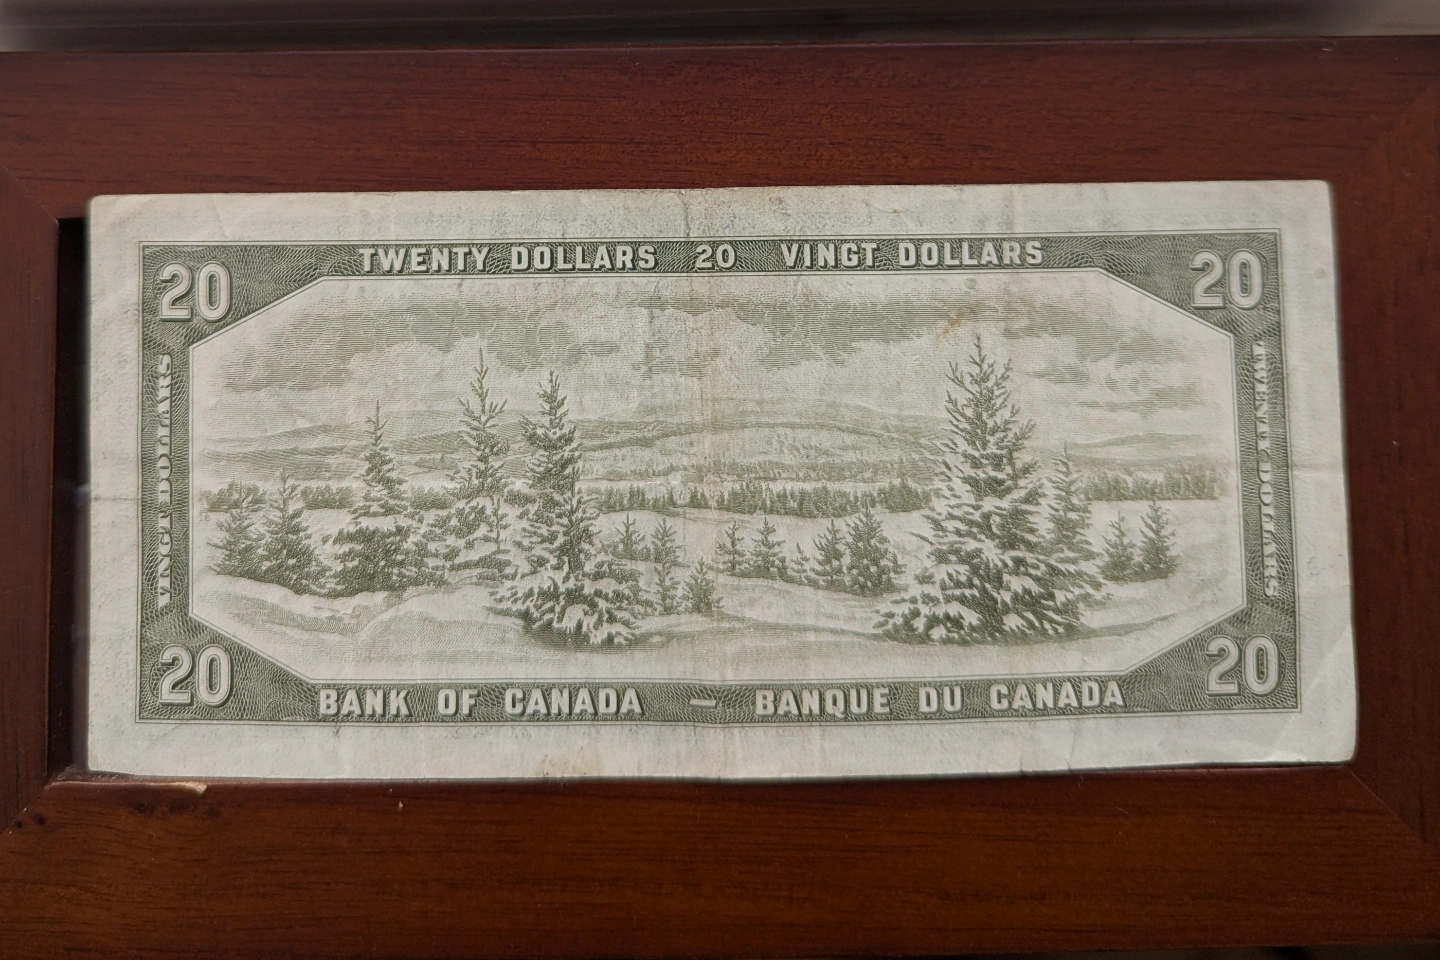 TWENTY DOLLARS 20 VINGT DOLLARS
20
20
VINGT DOLLARS
TWENTY DOLLARS
20
20
BANK OF CANADA – BANQUE DU CANADA